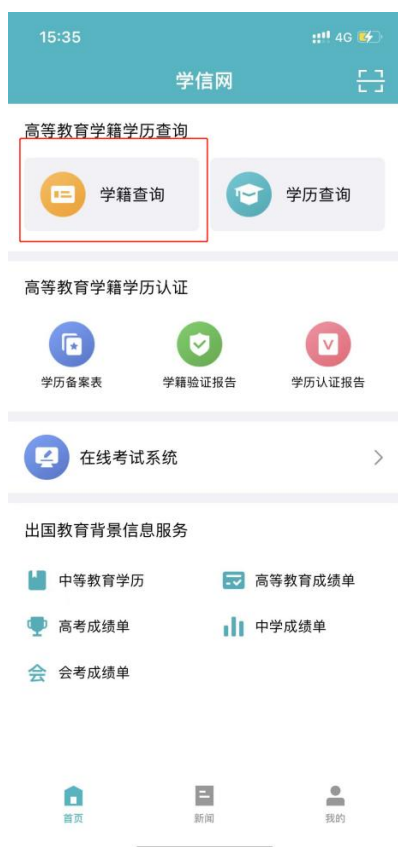 15:35 4G
学信网
高等教育学籍学历查询
学籍查询 学历查询
高等教育学籍学历认证
学历备案表 学籍验证报告 学历认证报告
在线考试系统
出国教育背景信息服务
中等教育学历 高等教育成绩单
高考成绩单 中学成绩单
会 会考成绩单
首页 新闻 我的